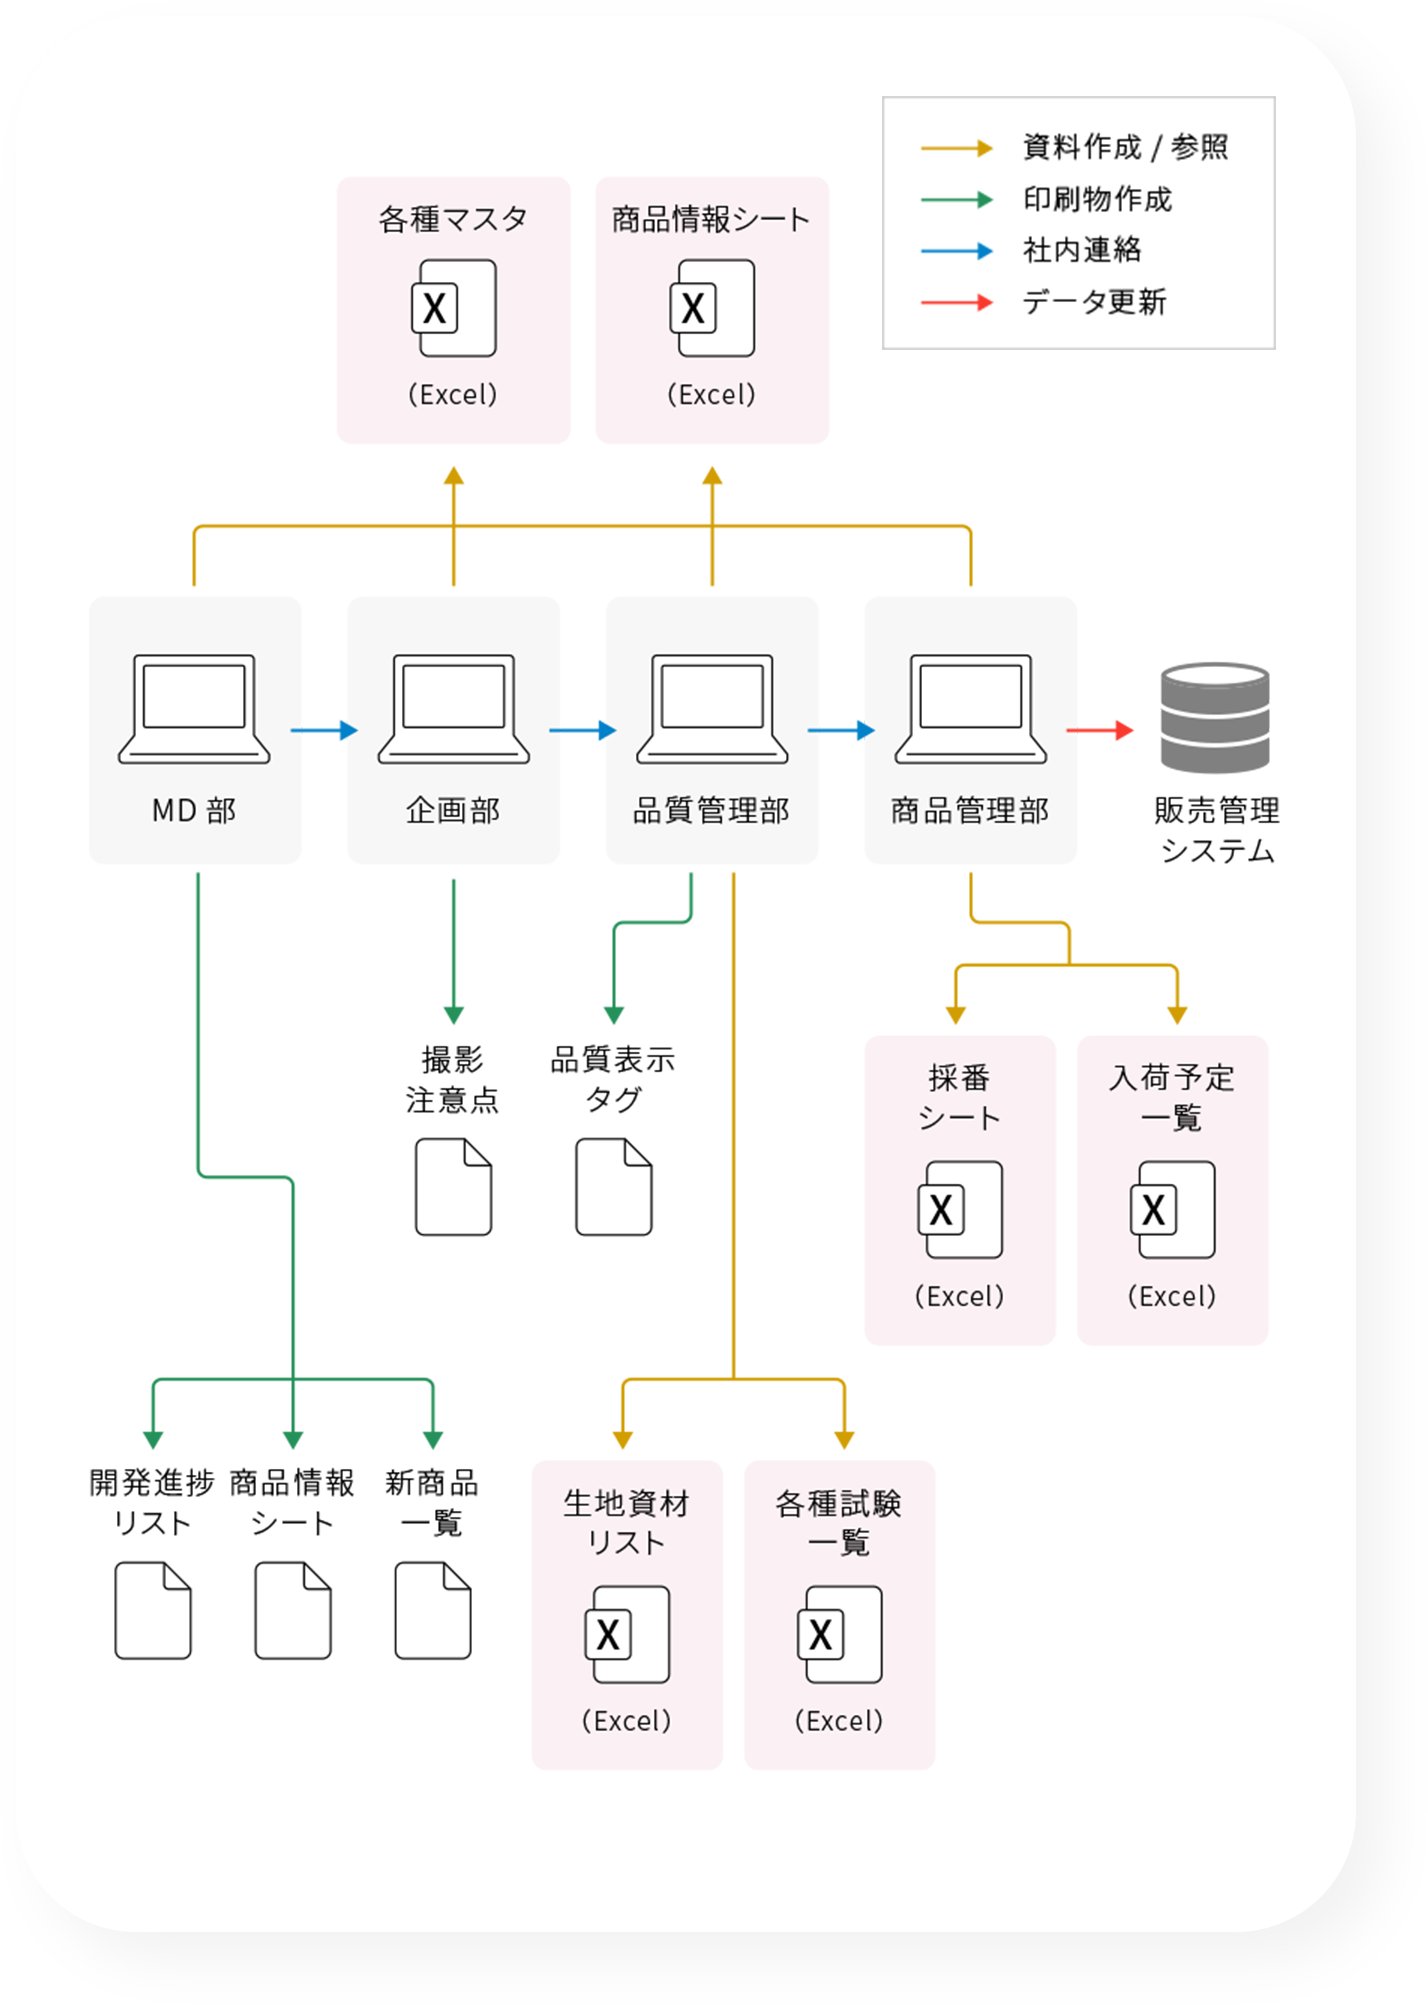 資料作成 / 参照
印刷物作成
社内連絡
データ更新
各種マスタ
X
（Excel）
商品情報シート
X
（Excel）
MD 部
企画部
品質管理部
商品管理部
販売管理
システム
撮影
注意点
品質表示
タグ
採番
シート
X
（Excel）
入荷予定
一覧
X
（Excel）
開発進捗
リスト
商品情報
シート
新商品
一覧
生地資材
リスト
X
（Excel）
各種試験
一覧
X
（Excel）